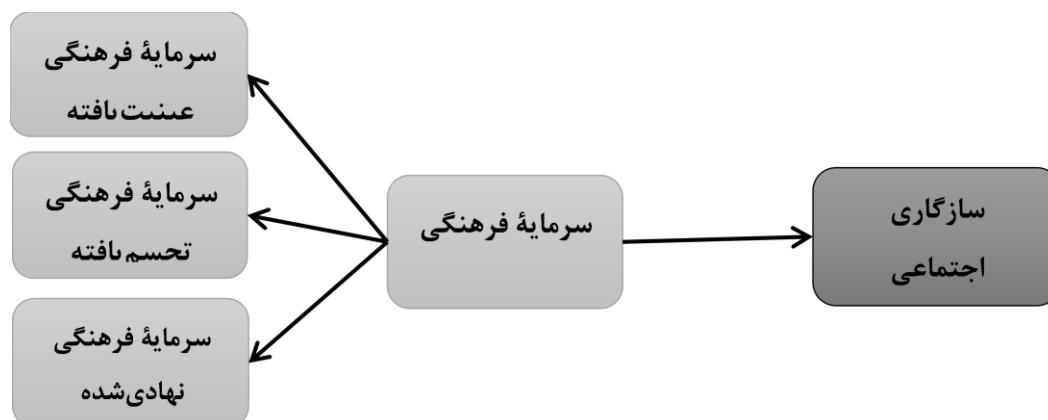 سرمایهٔ فرهنگی
عینیت‌یافته
سرمایهٔ فرهنگی
تجسم‌یافته
سرمایهٔ فرهنگی
نهادی‌شده
سرمایهٔ فرهنگی
سازگاری
اجتماعی